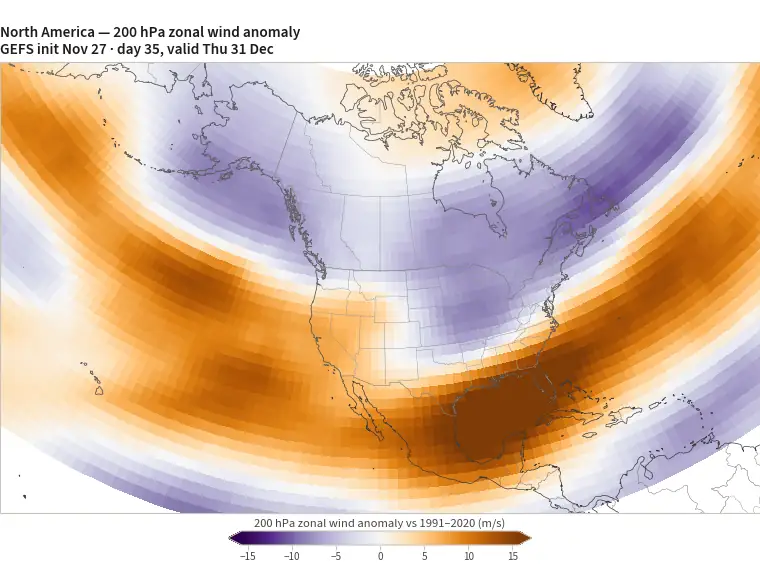 North America — 200 hPa zonal wind anomaly
GEFS init Nov 27 · day 35, valid Thu 31 Dec
200 hPa zonal wind anomaly vs 1991–2020 (m/s)
−15 −10 −5 0 5 10 15